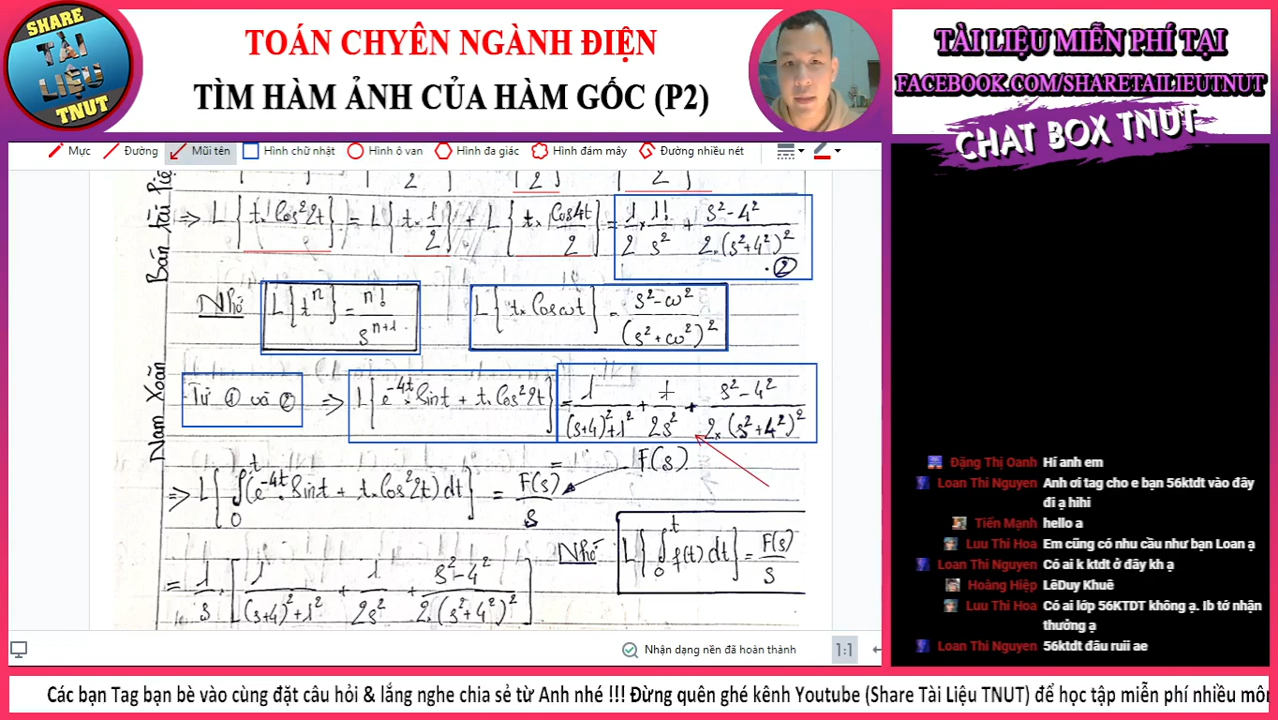 SHARE
TÀI
LIỆU
TNUT
TOÁN CHYÊN NGÀNH ĐIỆN
TÌM HÀM ẢNH CỦA HÀM GỐC (P2)
TÀI LIỆU MIỄN PHÍ TẠI
FACEBOOK.COM/SHARETAILIEUTNUT
CHAT BOX TNUT
Mực Đường Mũi tên Hình chữ nhật Hình ô van Hình đa giác Hình đám mây Đường nhiều nét
2 2 2 2
=> L{t × Cos²2t} = L{t × 1/2} + L{t × Cos4t/2} = 1/2 × 1!/s² + (s²-4²)/(2.(s²+4²)²)
②
Nhớ L{tⁿ} = n!/sⁿ⁺¹ L{t × Cosωt} = (s²-ω²)/(s²+ω²)²
Từ ① và ② => L{e⁻⁴ᵗ × Sint + t × Cos²2t} = 1/((s+4)²+1²) + 1/(2s²) + (s²-4²)/(2×(s²+4²)²)
= F(s)
=> L{∫₀ᵗ (e⁻⁴ᵗ . Sint + t × Cos²2t) dt} = F(s)/s
Nhớ L{∫₀ᵗ f(t) dt} = F(s)/s
= 1/s . [1/((s+4)²+1²) + 1/(2s²) + (s²-4²)/(2.(s²+4²)²)]
Nam Xoăn
Nhận dạng nền đã hoàn thành 1:1
Đặng Thị Oanh Hí anh em
Loan Thi Nguyen Anh ơi tag cho e bạn 56ktdt vào đây
đi ạ hihi
Tiến Mạnh hello a
Luu Thi Hoa Em cũng có nhu cầu như bạn Loan ạ
Loan Thi Nguyen Có ai k ktdt ở đây kh ạ
Hoàng Hiệp LêDuy Khuê
Luu Thi Hoa Có ai lớp 56KTDT không ạ. Ib tớ nhận
thưởng ạ
Loan Thi Nguyen 56ktdt đâu ruii ae
Các bạn Tag bạn bè vào cùng đặt câu hỏi & lắng nghe chia sẻ từ Anh nhé !!! Đừng quên ghé kênh Youtube (Share Tài Liệu TNUT) để học tập miễn phí nhiều môn